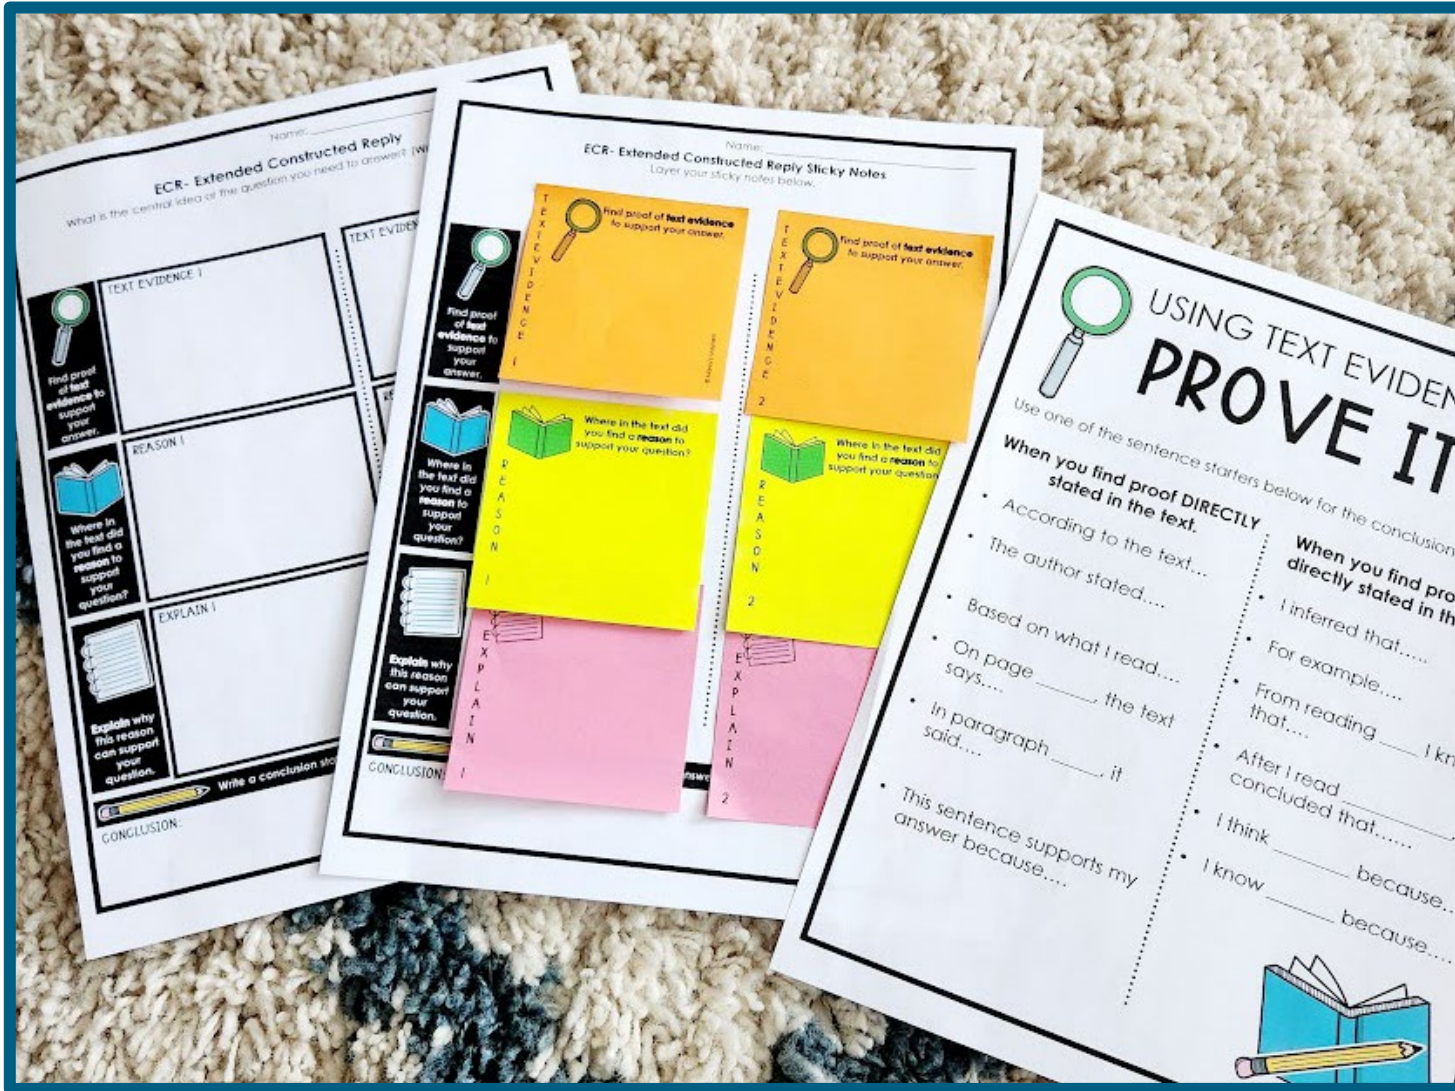 Name:
ECR- Extended Constructed Reply
What is the central idea or the question you need to answer?
TEXT EVIDENCE 1
Find proof
of text
evidence to
support
your
answer.
REASON 1
Where in
the text did
you find a
reason to
support
your
question?
EXPLAIN 1
Explain why
this reason
can support
your
question.
Write a conclusion
CONCLUSION:
Name:
ECR- Extended Constructed Reply Sticky Notes
Layer your sticky notes below.
Find proof
of text
evidence to
support
your
answer.
TEXT EVIDENCE 1
Find proof of text evidence
to support your answer.
TEXT EVIDENCE 2
Find proof of text evidence
to support your answer.
Where in
the text did
you find a
reason to
support
your
question?
REASON 1
Where in the text did
you find a reason to
support your question?
REASON 2
Where in the text did
you find a reason to
support your question
Explain why
this reason
can support
your
question.
EXPLAIN 1
EXPLAIN 2
CONCLUSION:
USING TEXT EVIDEN
PROVE IT
Use one of the sentence starters below for the conclusion
When you find proof DIRECTLY
stated in the text.
• According to the text...
• The author stated....
• Based on what I read....
• On page ______, the text
says....
• In paragraph ______, it
said....
• This sentence supports my
answer because....
When you find pro
directly stated in th
• I inferred that.....
• For example....
• From reading ____ I kn
that....
• After I read __________,
concluded that......
• I think ________ because...
• I know ________ because....